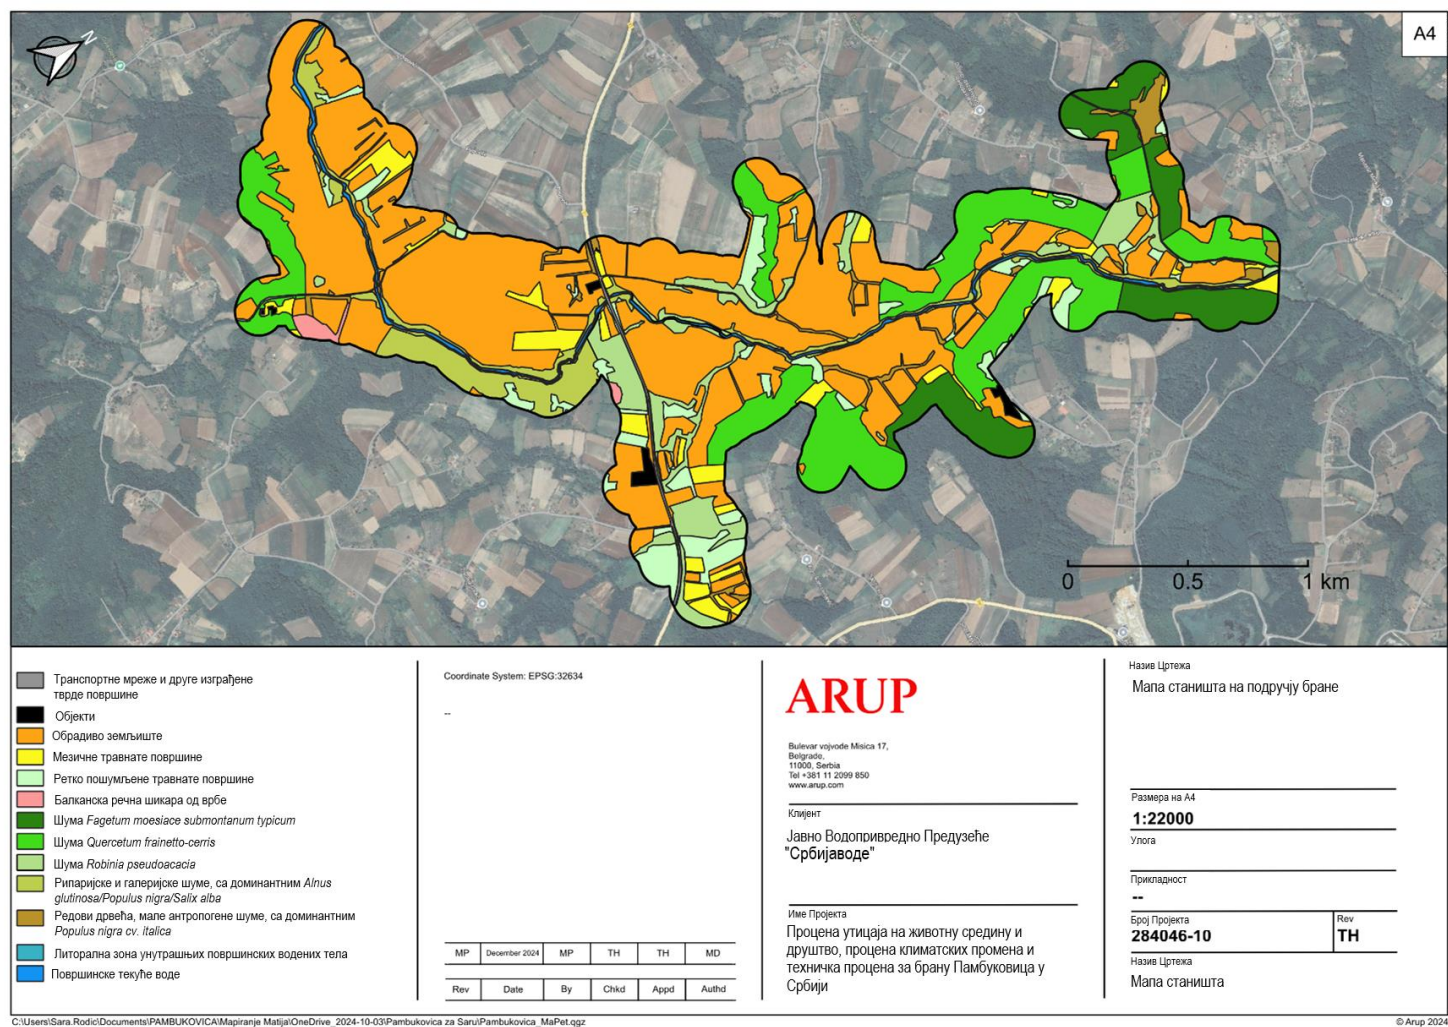 A4
N
0 0.5 1 km
Транспортне мреже и друге изграђене
тврде површине
Објекти
Обрадиво земљиште
Мезичне травнате површине
Ретко пошумљене травнате површине
Балканска речна шикара од врбе
Шума Fagetum moesiace submontanum typicum
Шума Quercetum frainetto-cerris
Шума Robinia pseudoacacia
Рипаријске и галеријске шуме, са доминантним Alnus
glutinosa/Populus nigra/Salix alba
Редови дрвећа, мале антропогене шуме, са доминантним
Populus nigra cv. italica
Литорална зона унутрашњих површинских водених тела
Површинске текуће воде
Coordinate System: EPSG:32634
--
MP December 2024 MP TH TH MD
Rev Date By Chkd Appd Authd
ARUP
Bulevar vojvode Misica 17,
Belgrade,
11000, Serbia
Tel +381 11 2099 850
www.arup.com
Клијент
Јавно Водопривредно Предузеће
"Србијаводе"
Име Пројекта
Процена утицаја на животну средину и
друштво, процена климатских промена и
техничка процена за брану Памбуковица у
Србији
Назив Цртежа
Мапа станишта на подручју бране
Размера на А4
1:22000
Улога
Прикладност
--
Број Пројекта
284046-10
Rev
TH
Назив Цртежа
Мапа станишта
C:\Users\Sara.Rodic\Documents\PAMBUKOVICA\Mapiranje Matija\OneDrive_2024-10-03\Pambukovica za Saru\Pambukovica_MaPet.qgz
© Arup 2024